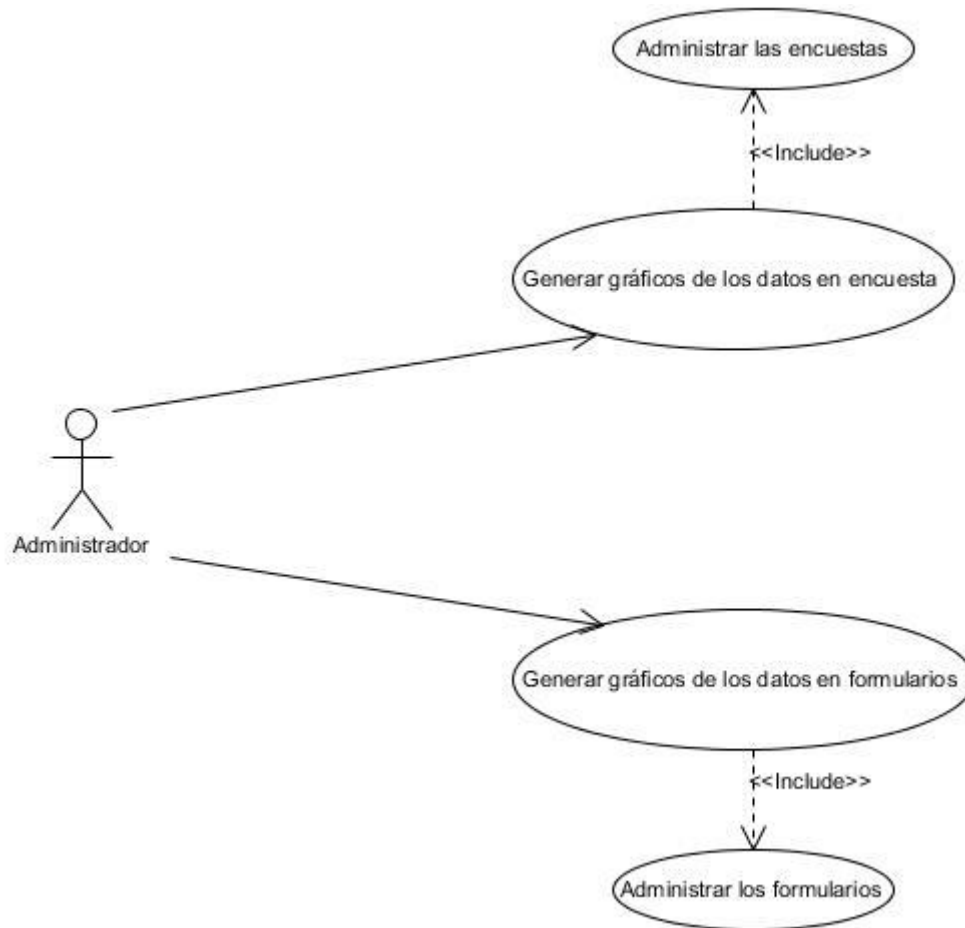 Administrar las encuestas
<<Include>>
Generar gráficos de los datos en encuesta
Administrador
Generar gráficos de los datos en formularios
<<Include>>
Administrar los formularios